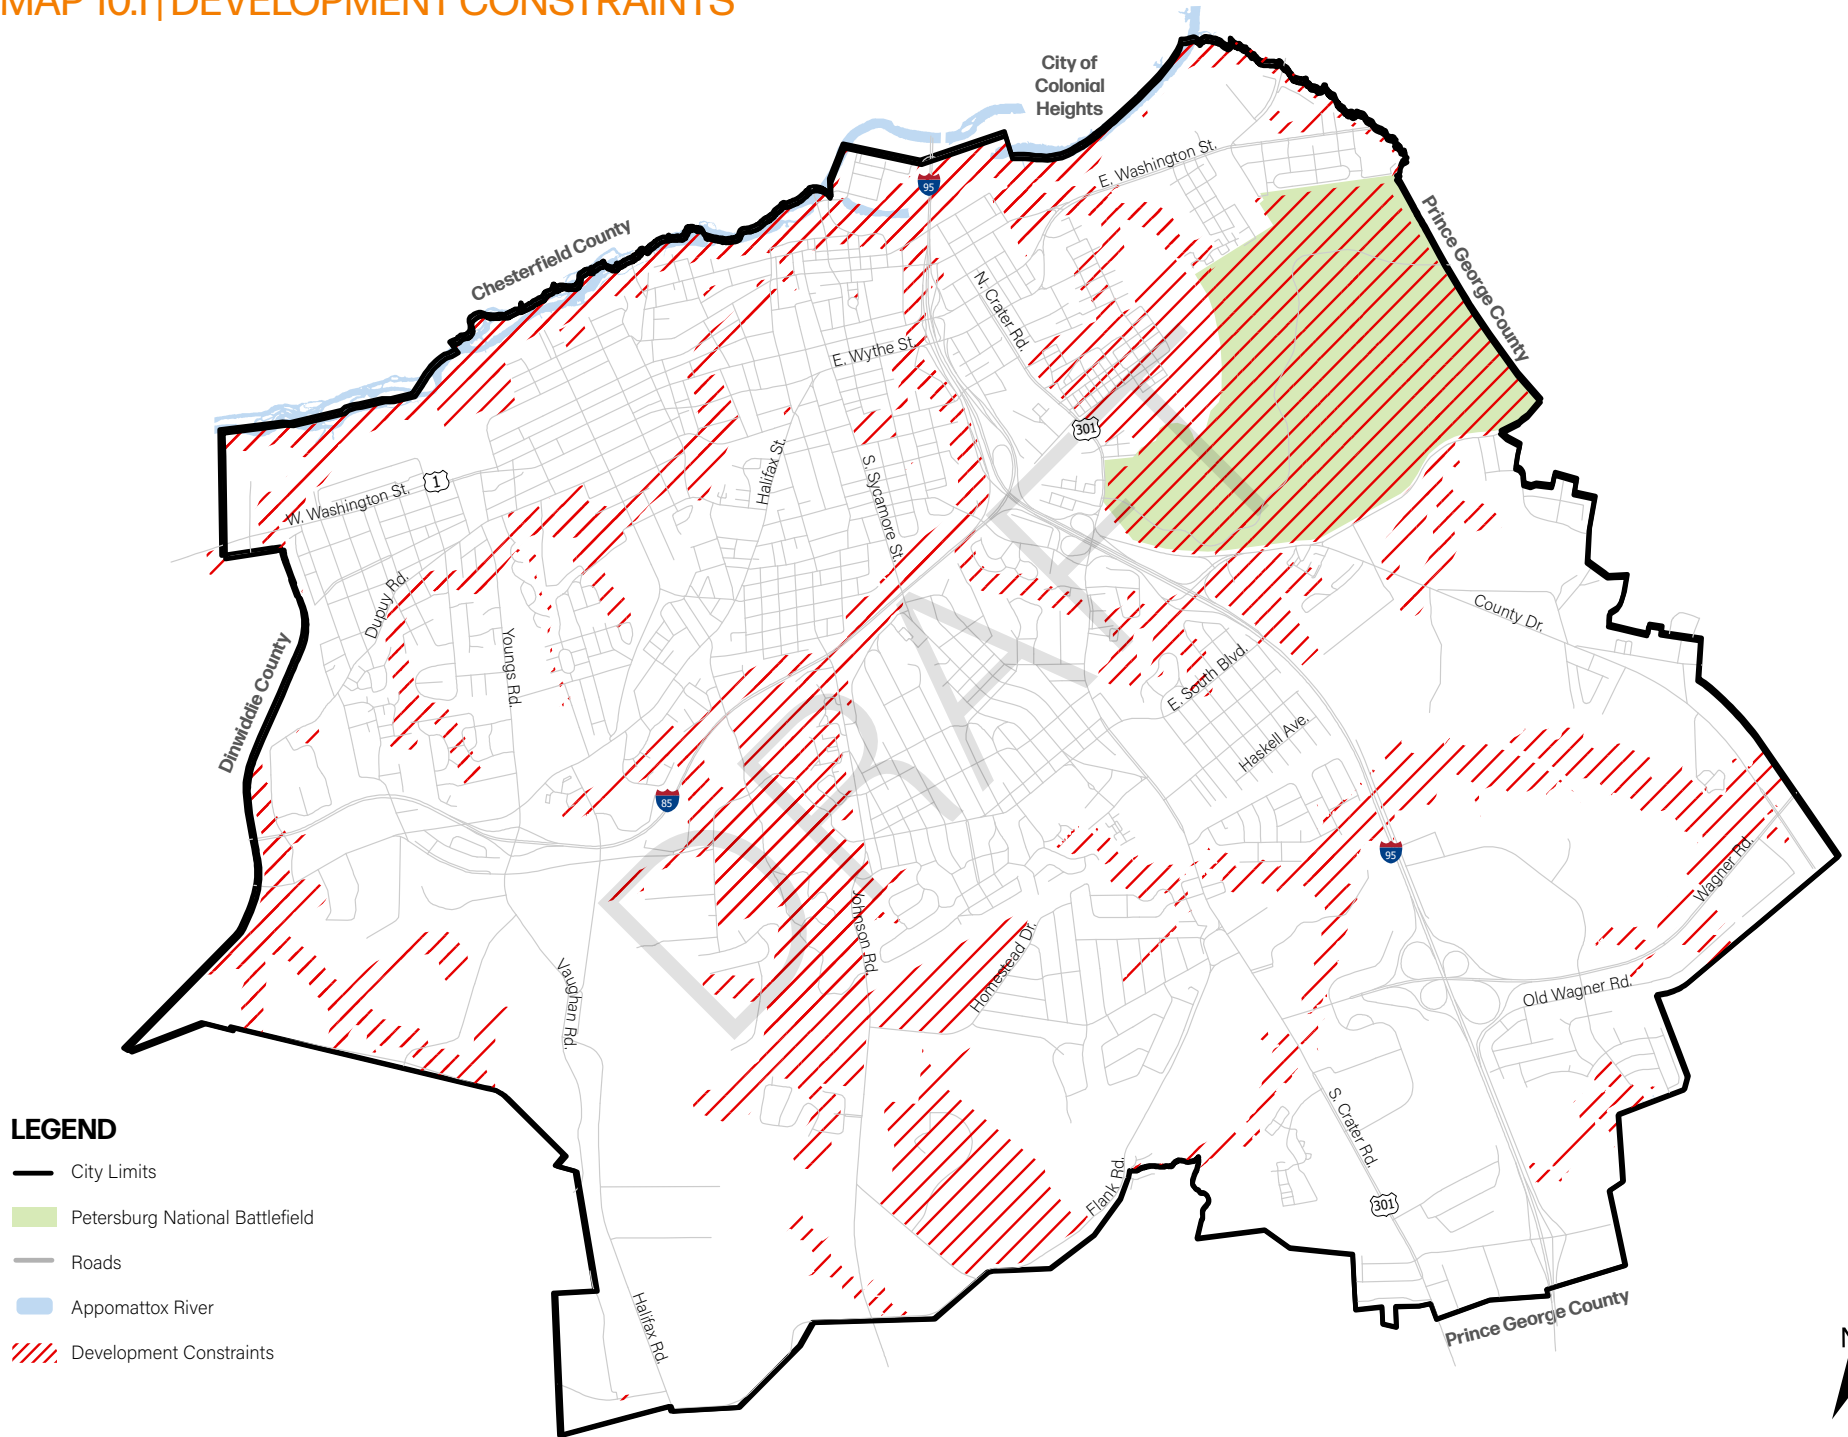 MAP 10.1 | DEVELOPMENT CONSTRAINTS
City of
Colonial
Heights
E. Washington St.
95
Prince George County
Chesterfield County
N. Crater Rd.
E. Wythe St.
301
Halifax St.
S. Sycamore St.
1
W. Washington St.
Dupuy Rd.
Youngs Rd.
County Dr.
E. South Blvd.
Haskell Ave.
Dinwiddie County
DRAFT
85
95
Wagner Rd.
Johnson Rd.
Homestead Dr.
Vaughan Rd.
Old Wagner Rd.
S. Crater Rd.
Flank Rd.
301
Halifax Rd.
Prince George County
LEGEND
City Limits
Petersburg National Battlefield
Roads
Appomattox River
Development Constraints
N